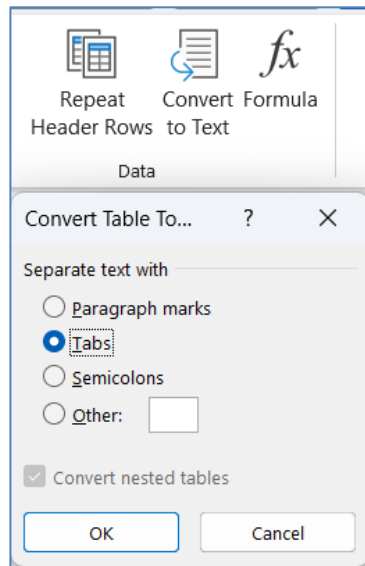 fx
Repeat Convert Formula
Header Rows to Text
Data
Convert Table To... ? 
Separate text with
Paragraph marks
Tabs
Semicolons
Other:
Convert nested tables
OK Cancel